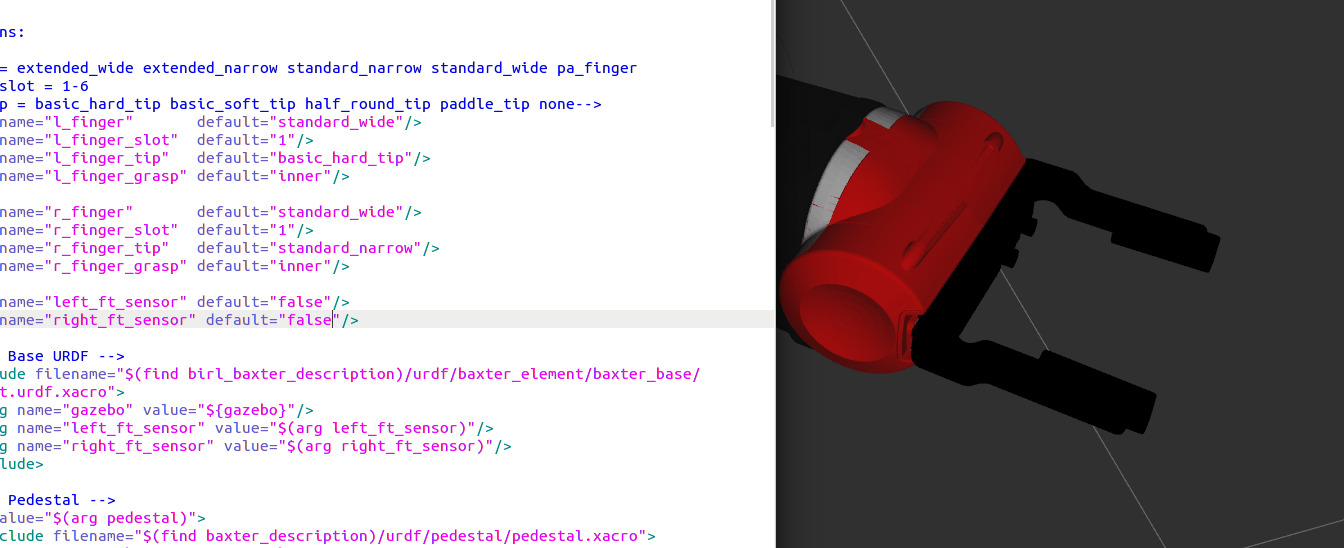 ns:
= extended_wide extended_narrow standard_narrow standard_wide pa_finger
slot = 1-6
p = basic_hard_tip basic_soft_tip half_round_tip paddle_tip none-->
name="l_finger" default="standard_wide"/>
name="l_finger_slot" default="1"/>
name="l_finger_tip" default="basic_hard_tip"/>
name="l_finger_grasp" default="inner"/>
name="r_finger" default="standard_wide"/>
name="r_finger_slot" default="1"/>
name="r_finger_tip" default="standard_narrow"/>
name="r_finger_grasp" default="inner"/>
name="left_ft_sensor" default="false"/>
name="right_ft_sensor" default="false"/>
Base URDF -->
ude filename="$(find birl_baxter_description)/urdf/baxter_element/baxter_base/
t.urdf.xacro">
g name="gazebo" value="${gazebo}"/>
g name="left_ft_sensor" value="$(arg left_ft_sensor)"/>
g name="right_ft_sensor" value="$(arg right_ft_sensor)"/>
lude>
Pedestal -->
alue="$(arg pedestal)">
clude filename="$(find baxter_description)/urdf/pedestal/pedestal.xacro">